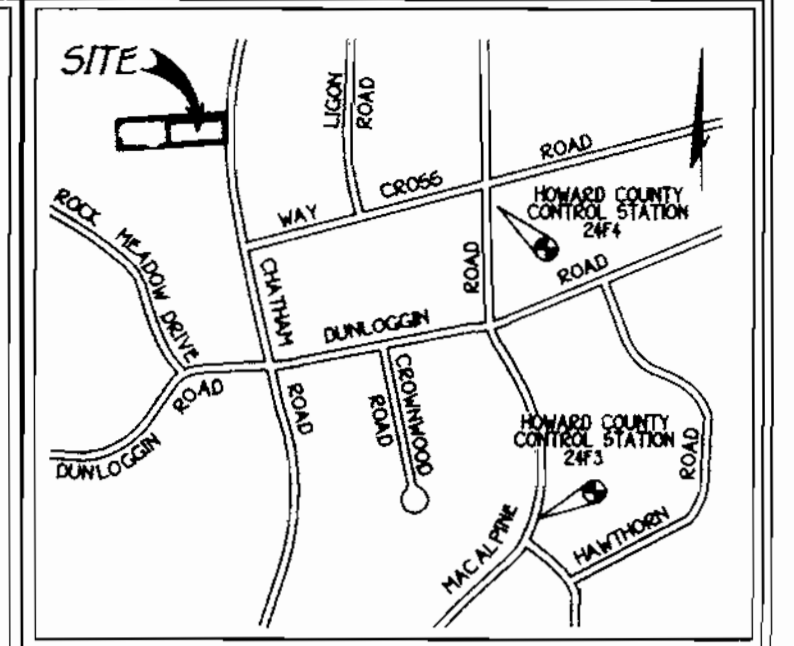 SITE
LIGON
ROAD
WAY CROSS ROAD
HOWARD COUNTY
CONTROL STATION
24F4
ROCK MEADOW DRIVE
CHATHAM
ROAD
ROAD
DUNLOGGIN
ROAD
DUNLOGGIN
ROAD
CROWNWOOD
ROAD
HOWARD COUNTY
CONTROL STATION
24F3
MACALPINE
HAWTHORN
ROAD